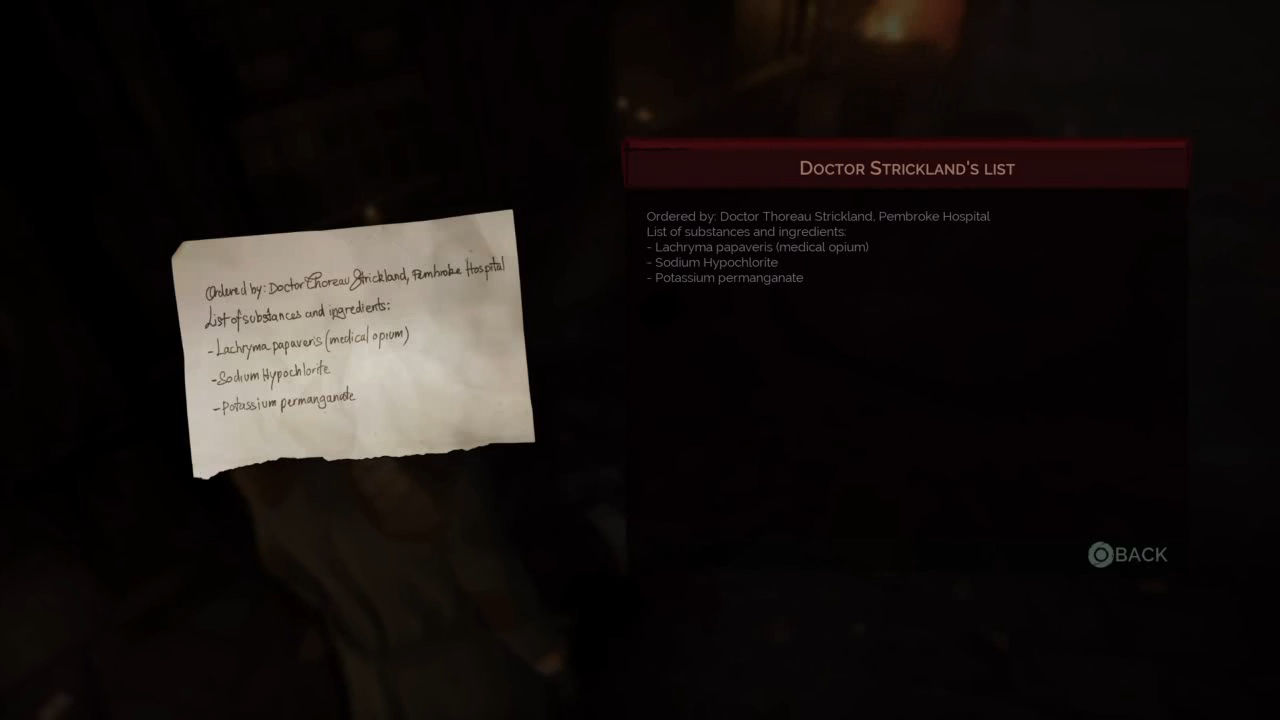 Ordered by: Doctor Thoreau Strickland, Pembroke Hospital
List of substances and ingredients:
- Lachryma papaveris (medical opium)
- Sodium Hypochlorite
- Potassium permanganate
Doctor Strickland's list
Ordered by: Doctor Thoreau Strickland, Pembroke Hospital
List of substances and ingredients:
- Lachryma papaveris (medical opium)
- Sodium Hypochlorite
- Potassium permanganate
BACK